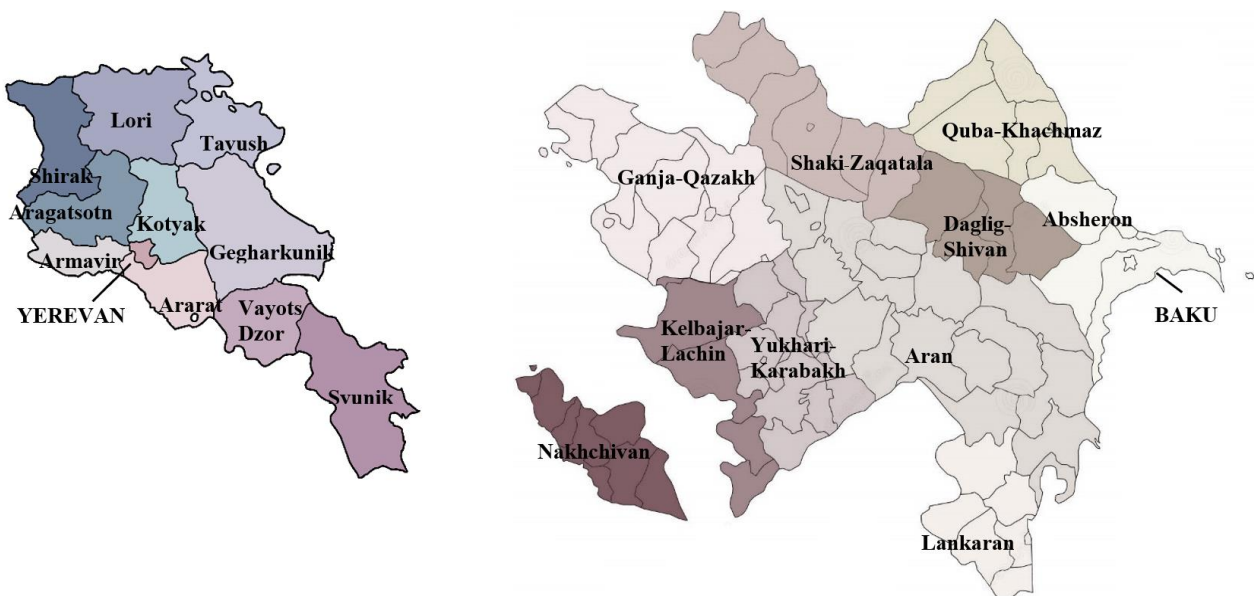 Lori
Tavush
Shirak
Aragatsotn
Kotyak
Gegharkunik
Armavir
YEREVAN
Ararat
Vayots
Dzor
Svunik
Quba-Khachmaz
Shaki-Zaqatala
Ganja-Qazakh
Absheron
Daglig-
Shivan
BAKU
Kelbajar-
Lachin
Yukhari-
Karabakh
Aran
Nakhchivan
Lankaran